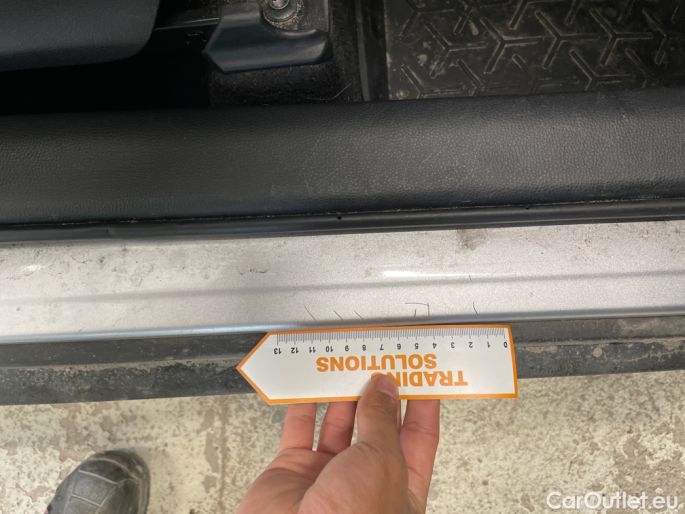 0 1 2 3 4 5 6 7 8 9 10 11 12 13
TRADING
SOLUTIONS
CarOutlet.eu